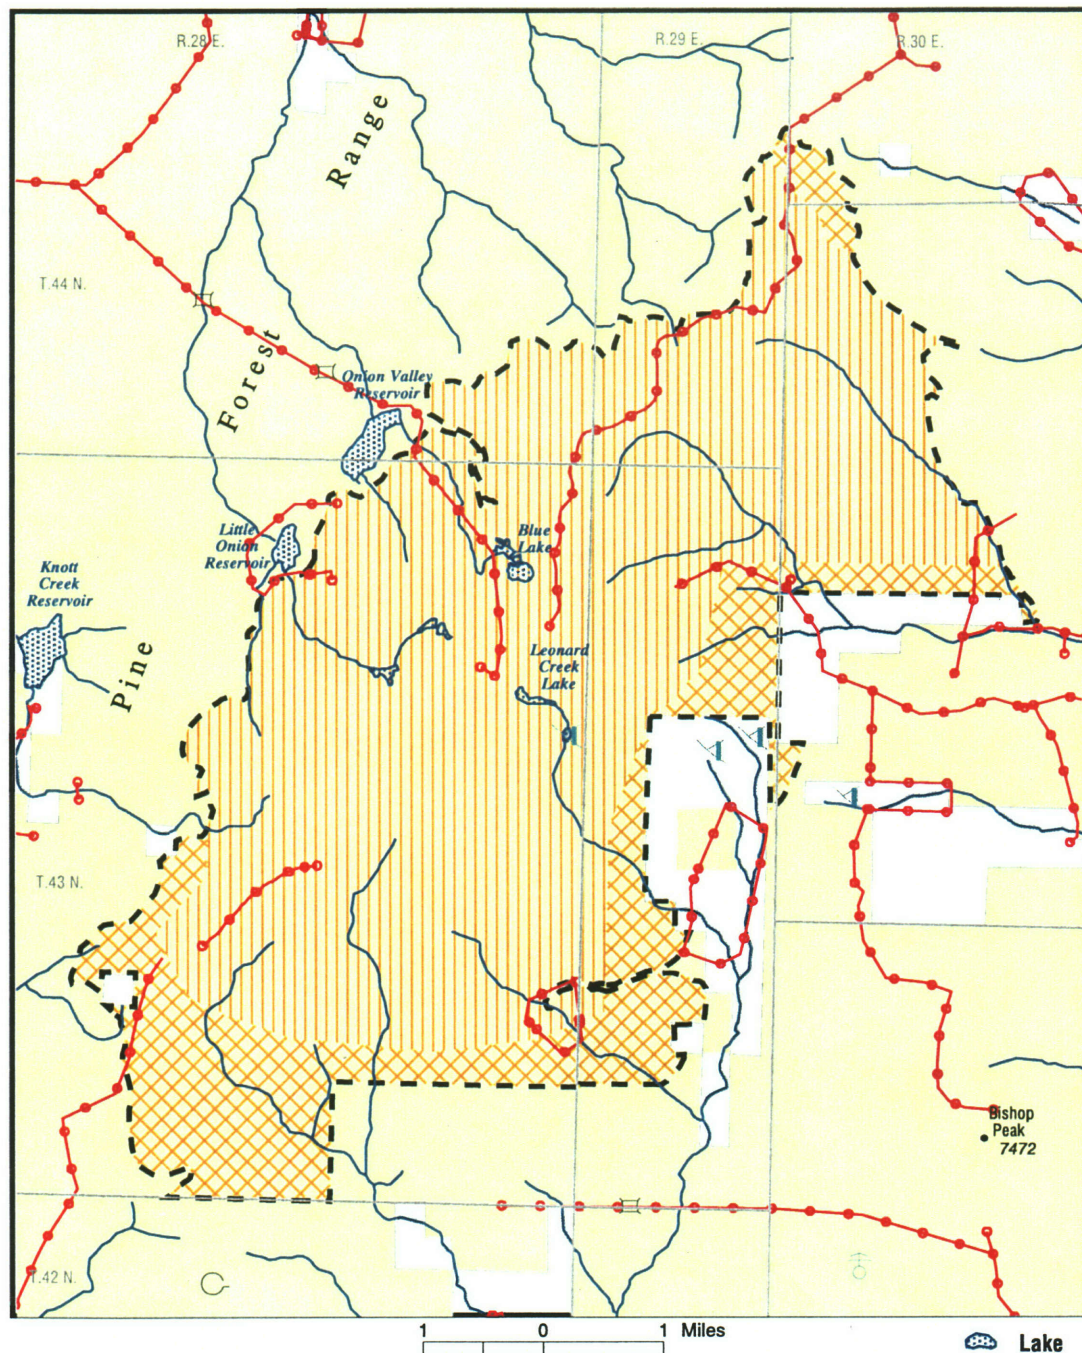 R.28 E.
R.29 E.
R.30 E.
Range
T.44 N.
Forest
Onion Valley
Reservoir
Little
Onion
Reservoir
Blue
Lake
Knott
Creek
Reservoir
Pine
Leonard
Creek
Lake
T.43 N.
Bishop
Peak
7472
T.42 N.
1 0 1 Miles
Lake